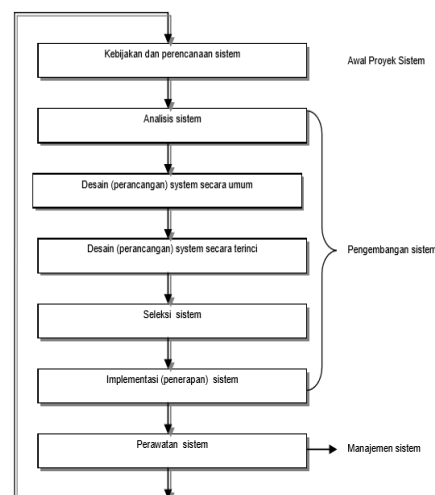 Kebijakan dan perencanaan sistem
Awal Proyek Sistem
Analisis sistem
Desain (perancangan) system secara umum
Desain (perancangan) system secara terinci
Pengembangan sistem
Seleksi sistem
Implementasi (penerapan) sistem
Perawatan sistem
Manajemen sistem